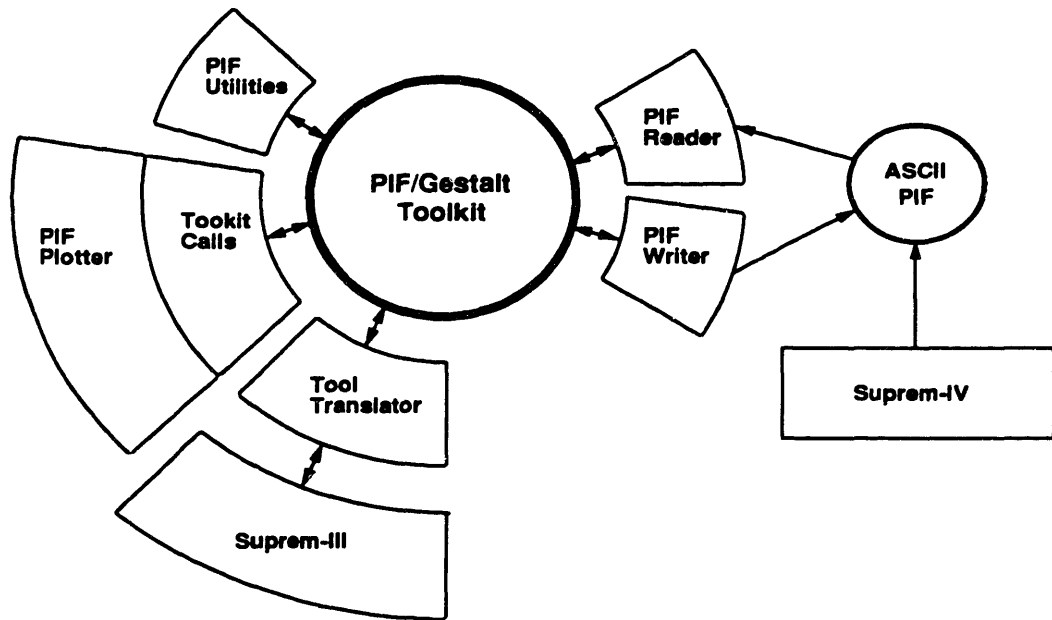 PIF
Utilities
PIF/Gestalt
Toolkit
PIF
Reader
ASCII
PIF
PIF
Plotter
Tookit
Calls
PIF
Writer
Tool
Translator
Suprem-IV
Suprem-III